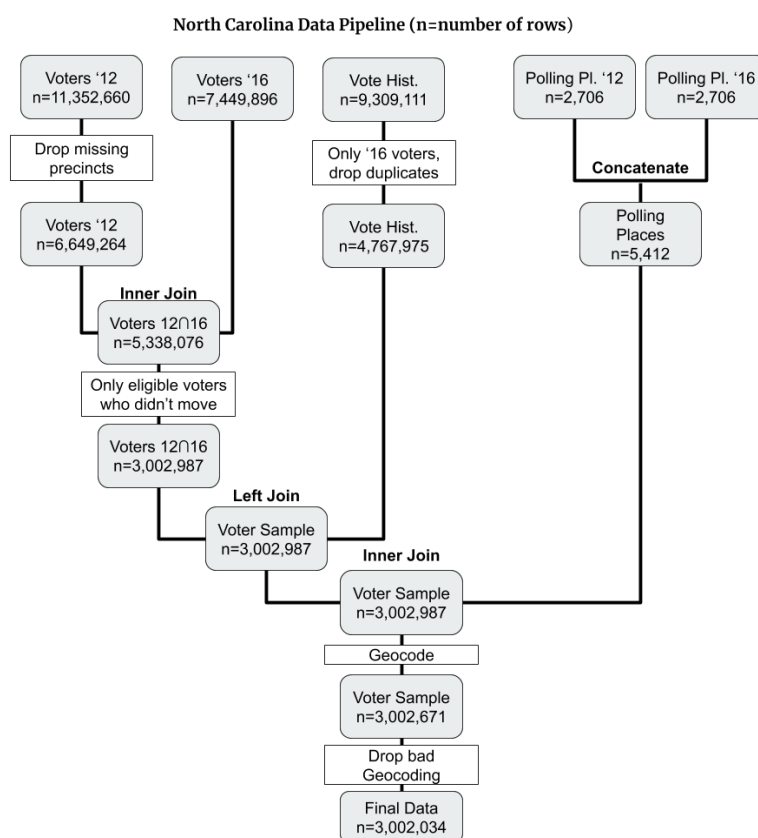 North Carolina Data Pipeline (n=number of rows)
Voters ‘12
n=11,352,660
Voters ‘16
n=7,449,896
Vote Hist.
n=9,309,111
Polling Pl. ‘12
n=2,706
Polling Pl. ‘16
n=2,706
Drop missing
precincts
Only ‘16 voters,
drop duplicates
Concatenate
Voters ‘12
n=6,649,264
Vote Hist.
n=4,767,975
Polling
Places
n=5,412
Inner Join
Voters 12∩16
n=5,338,076
Only eligible voters
who didn’t move
Voters 12∩16
n=3,002,987
Left Join
Voter Sample
n=3,002,987
Inner Join
Voter Sample
n=3,002,987
Geocode
Voter Sample
n=3,002,671
Drop bad
Geocoding
Final Data
n=3,002,034